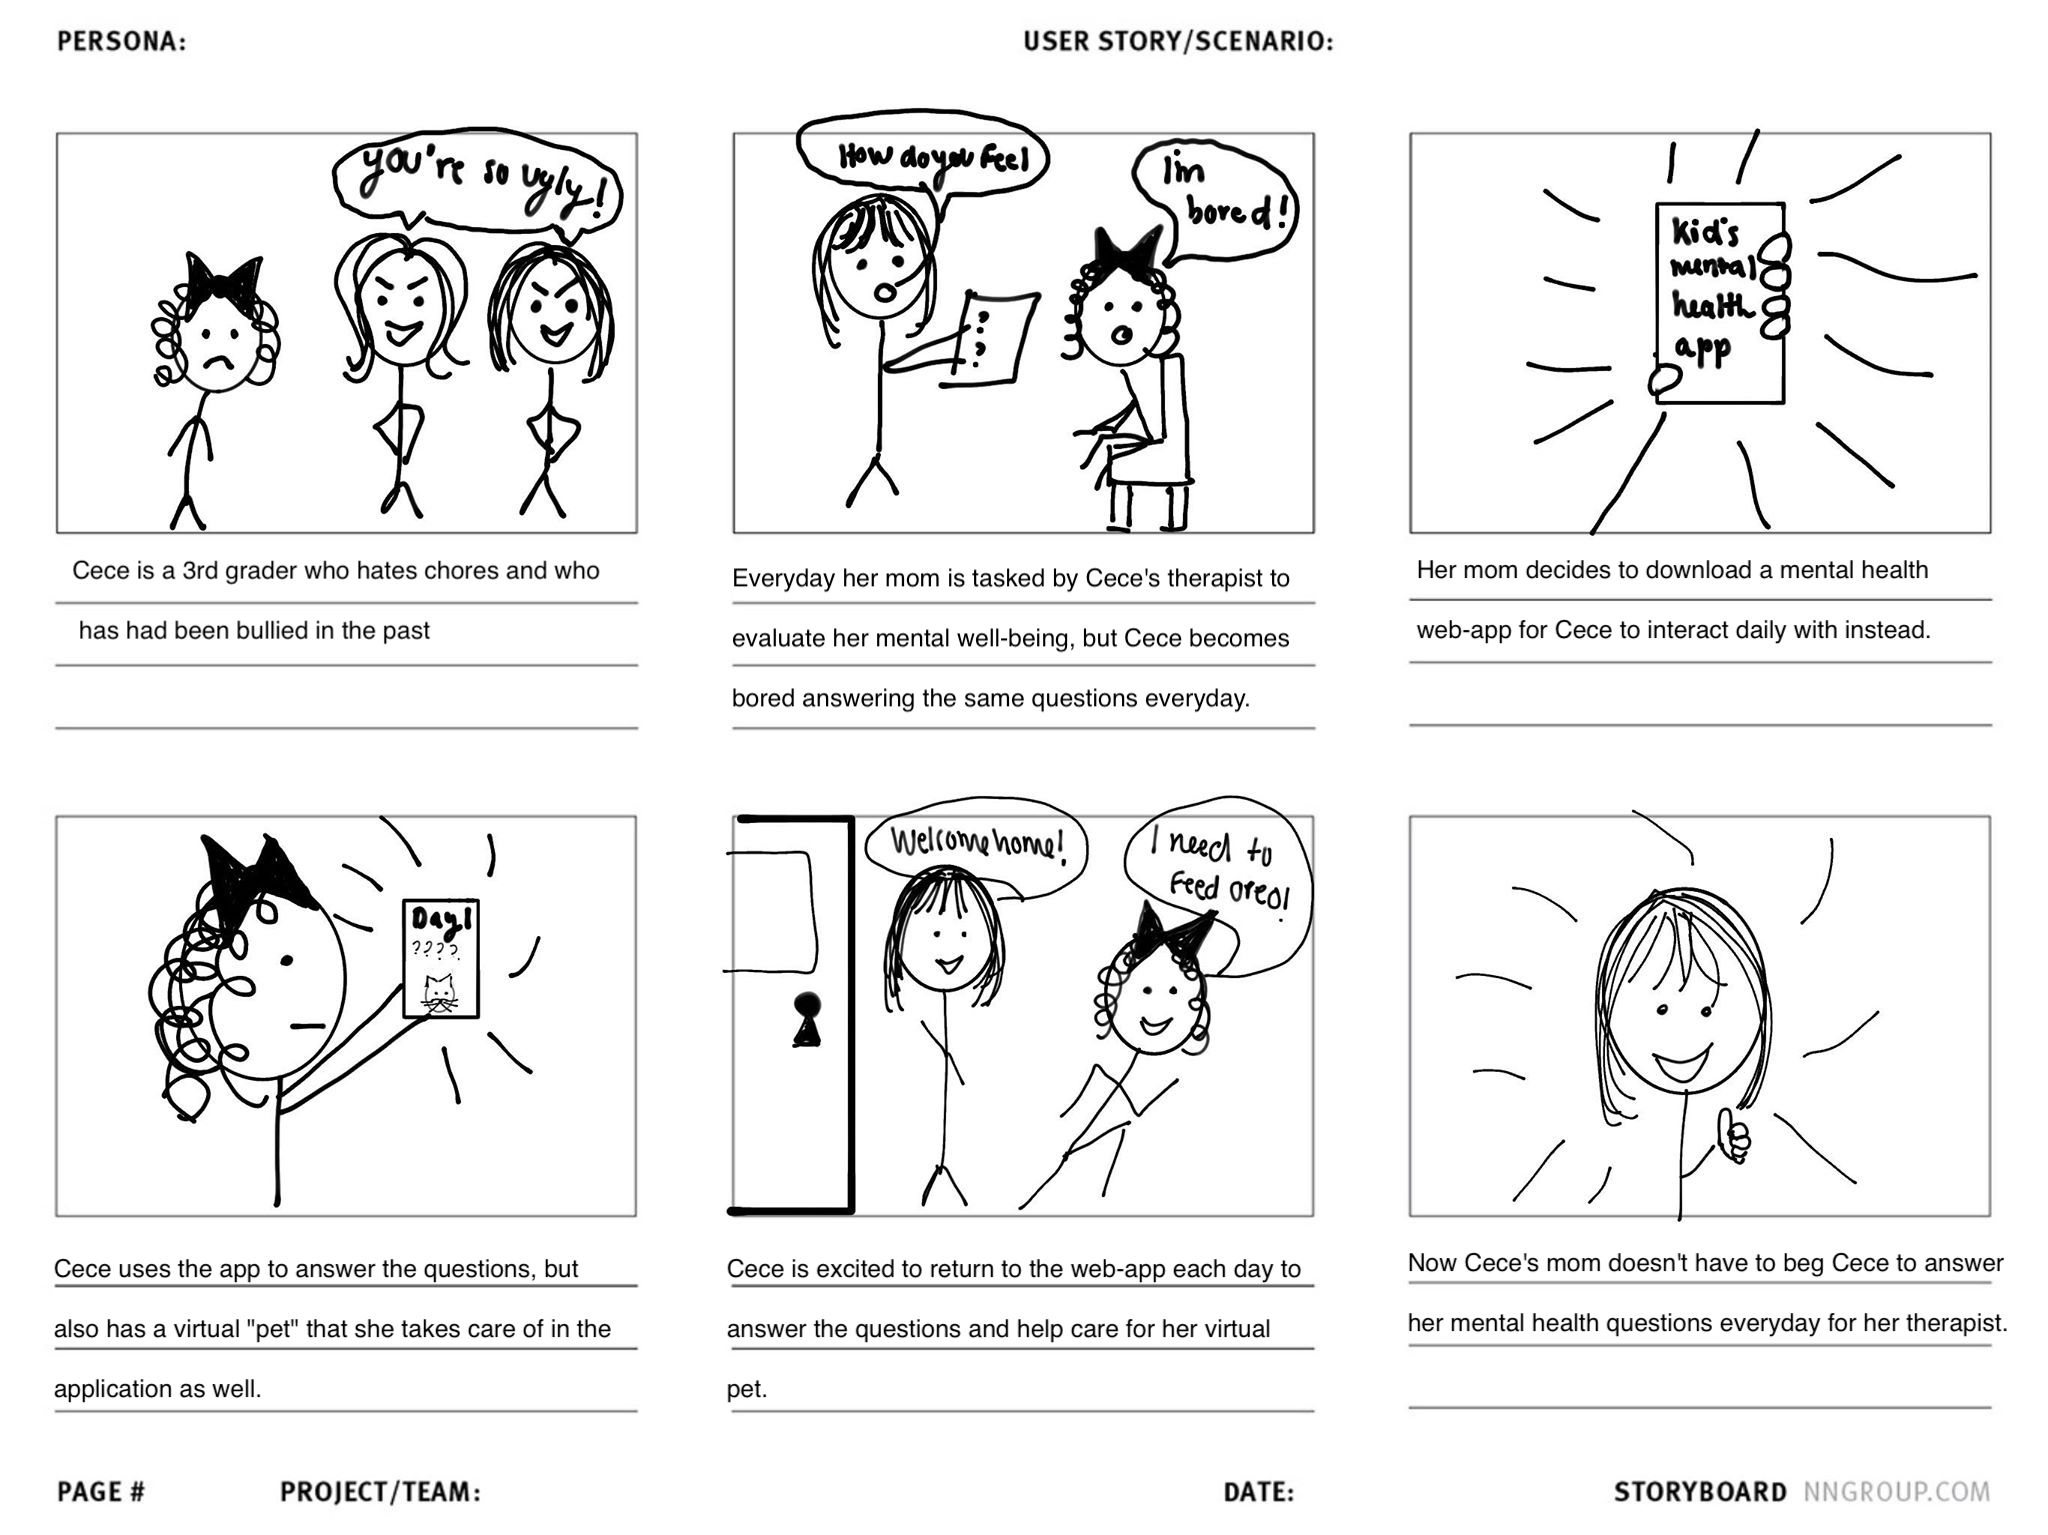 PERSONA:
USER STORY/SCENARIO:
you're so ugly!
Cece is a 3rd grader who hates chores and who
has had been bullied in the past
How do you feel
I'm
bored!
Everyday her mom is tasked by Cece's therapist to
evaluate her mental well-being, but Cece becomes
bored answering the same questions everyday.
Kid's
mental
health
app
Her mom decides to download a mental health
web-app for Cece to interact daily with instead.
Day 1
????
Cece uses the app to answer the questions, but
also has a virtual "pet" that she takes care of in the
application as well.
Welcome home!
I need to
feed oreo!
Cece is excited to return to the web-app each day to
answer the questions and help care for her virtual
pet.
Now Cece's mom doesn't have to beg Cece to answer
her mental health questions everyday for her therapist.
PAGE #
PROJECT/TEAM:
DATE:
STORYBOARD NNGROUP.COM